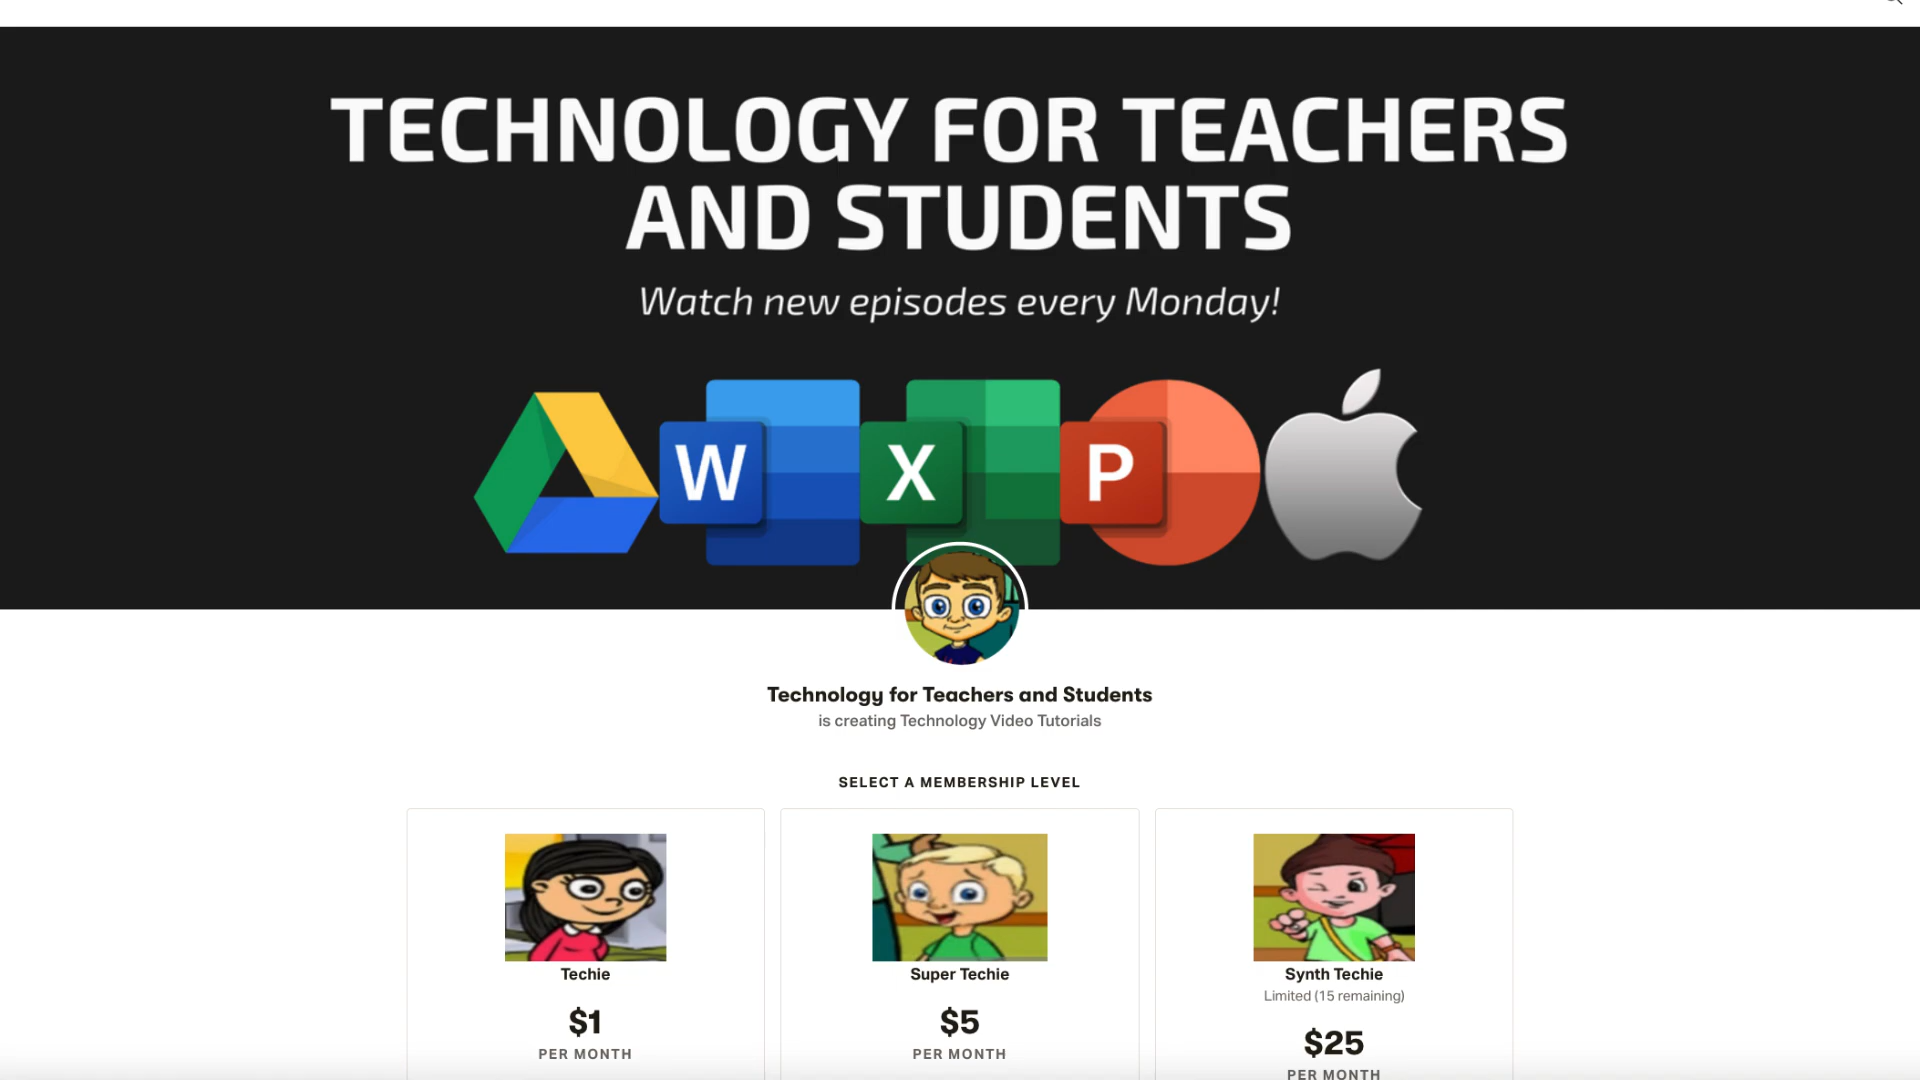 TECHNOLOGY FOR TEACHERS
AND STUDENTS
Watch new episodes every Monday!
W X P
Technology for Teachers and Students
is creating Technology Video Tutorials
SELECT A MEMBERSHIP LEVEL
Techie
$1
PER MONTH
Super Techie
$5
PER MONTH
Synth Techie
Limited (15 remaining)
$25
PER MONTH